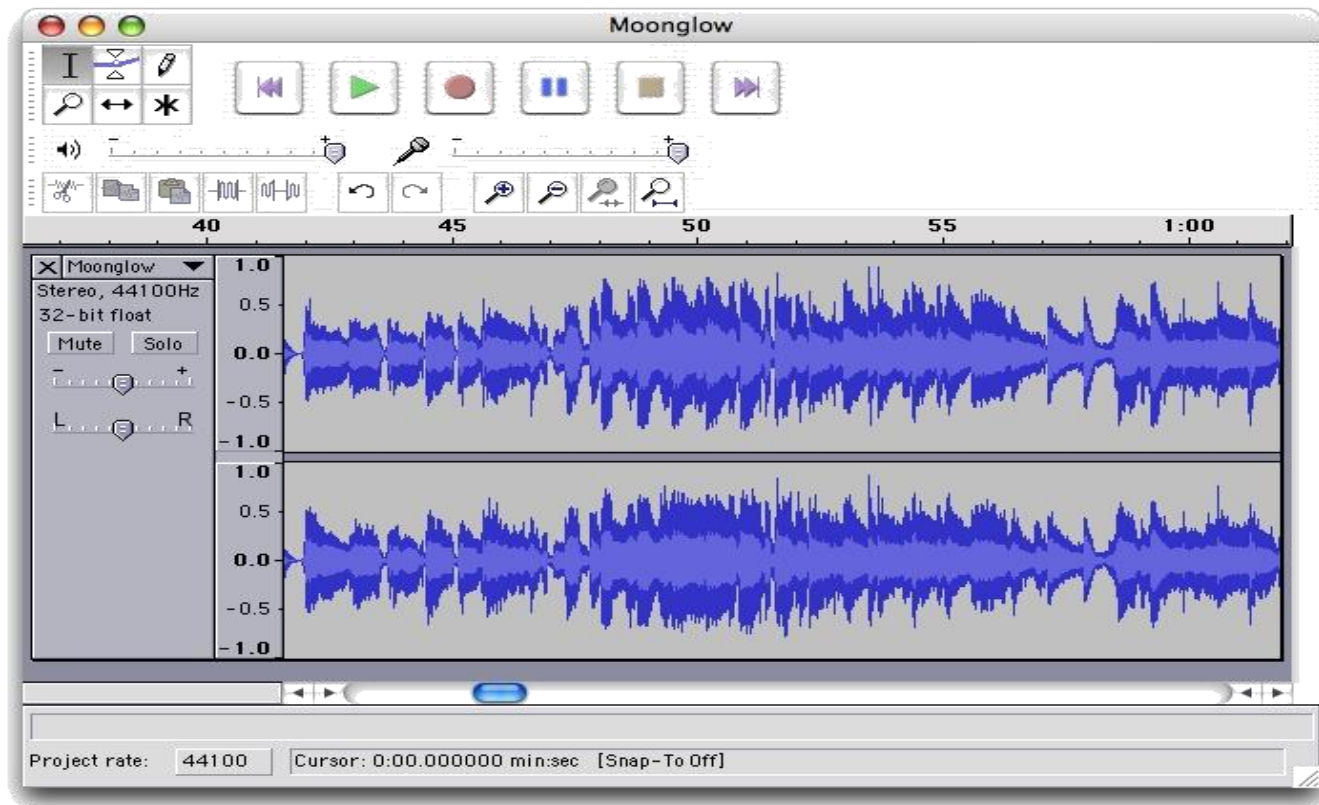 Moonglow
- +
- +
40 45 50 55 1:00
Moonglow
Stereo, 44100Hz
32-bit float
Mute Solo
- +
L R
1.0
0.5
0.0
-0.5
-1.0
1.0
0.5
0.0
-0.5
-1.0
Project rate: 44100 Cursor: 0:00.000000 min:sec [Snap-To Off]